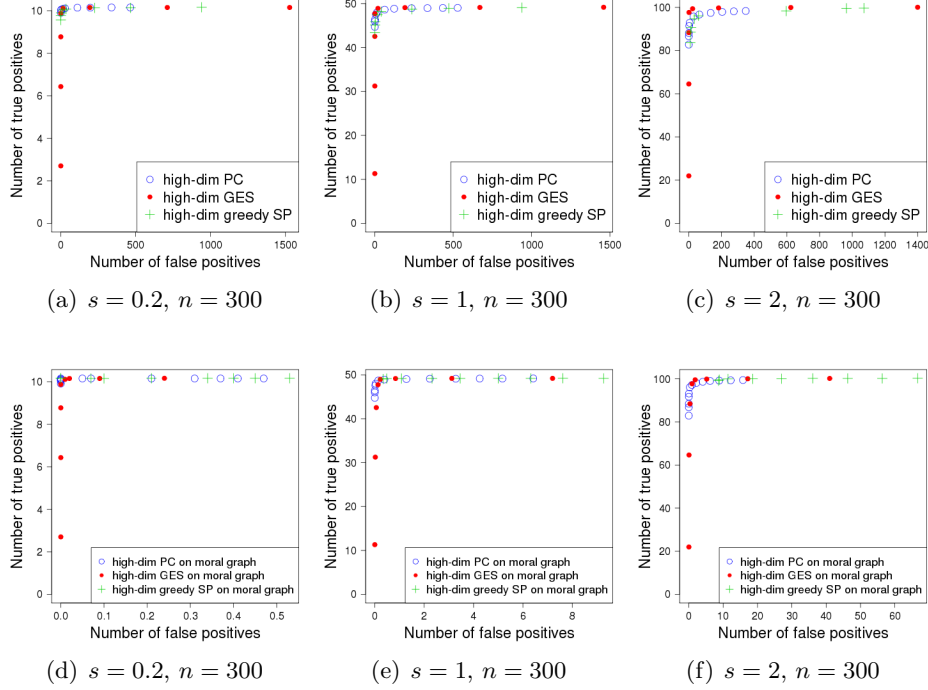 Number of true positives
10
8
6
4
2
0
high-dim PC
high-dim GES
high-dim greedy SP
0 500 1000 1500
Number of false positives
(a) s = 0.2, n = 300
Number of true positives
50
40
30
20
10
0
high-dim PC
high-dim GES
high-dim greedy SP
0 500 1000 1500
Number of false positives
(b) s = 1, n = 300
Number of true positives
100
80
60
40
20
0
high-dim PC
high-dim GES
high-dim greedy SP
0 200 400 600 800 1000 1200 1400
Number of false positives
(c) s = 2, n = 300
Number of true positives
10
8
6
4
2
0
high-dim PC on moral graph
high-dim GES on moral graph
high-dim greedy SP on moral graph
0.0 0.1 0.2 0.3 0.4 0.5
Number of false positives
(d) s = 0.2, n = 300
Number of true positives
50
40
30
20
10
0
high-dim PC on moral graph
high-dim GES on moral graph
high-dim greedy SP on moral graph
0 2 4 6 8
Number of false positives
(e) s = 1, n = 300
Number of true positives
100
80
60
40
20
0
high-dim PC on moral graph
high-dim GES on moral graph
high-dim greedy SP on moral graph
0 10 20 30 40 50 60
Number of false positives
(f) s = 2, n = 300